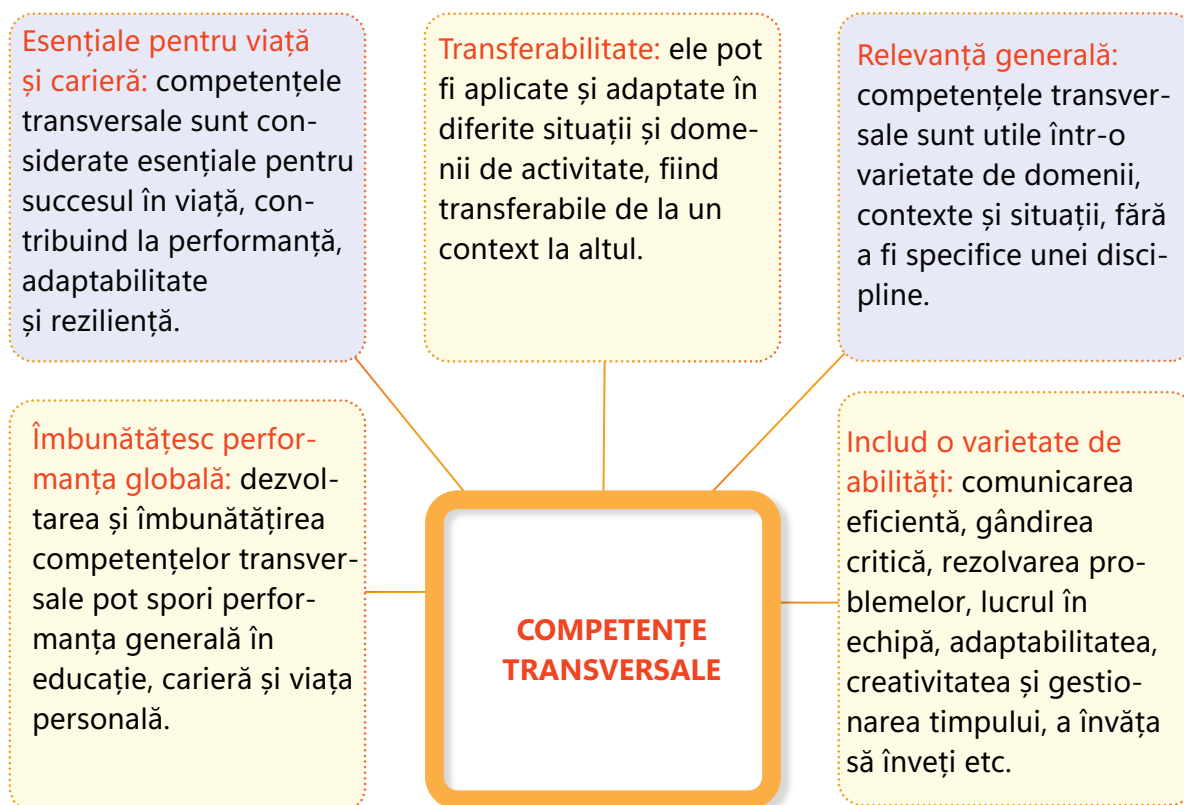 Esențiale pentru viață
și carieră: competențele
transversale sunt con-
siderate esențiale pentru
succesul în viață, con-
tribuind la performanță,
adaptabilitate
și reziliență.
Transferabilitate: ele pot
fi aplicate și adaptate în
diferite situații și dome-
nii de activitate, fiind
transferabile de la un
context la altul.
Relevanță generală:
competențele transver-
sale sunt utile într-o
varietate de domenii,
contexte și situații, fără
a fi specifice unei disci-
pline.
Îmbunătățesc perfor-
manța globală: dezvol-
tarea și îmbunătățirea
competențelor transver-
sale pot spori perfor-
manța generală în
educație, carieră și viața
personală.
COMPETENȚE
TRANSVERSALE
Includ o varietate de
abilități: comunicarea
eficientă, gândirea
critică, rezolvarea pro-
blemelor, lucrul în
echipă, adaptabilitatea,
creativitatea și gestio-
narea timpului, a învăța
să înveți etc.